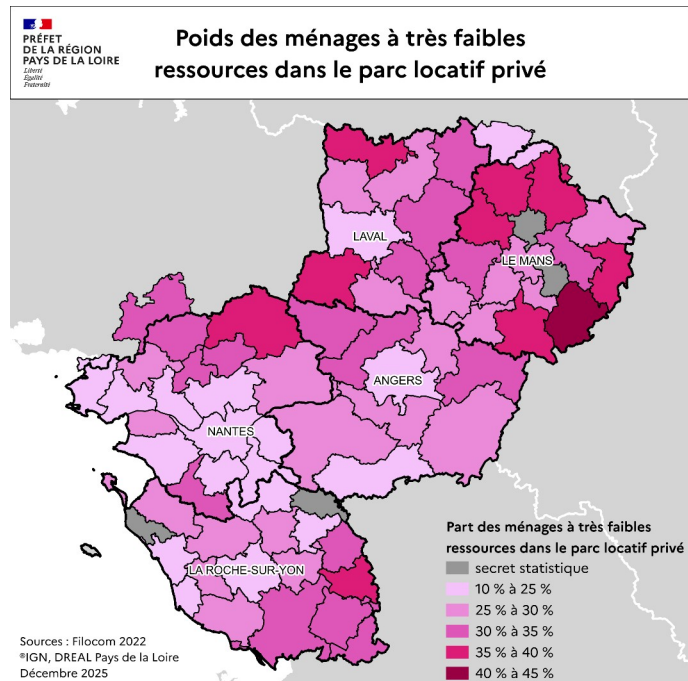 PRÉFET
DE LA RÉGION
PAYS DE LA LOIRE
Liberté
Égalité
Fraternité
Poids des ménages à très faibles
ressources dans le parc locatif privé
LAVAL
LE MANS
ANGERS
NANTES
LA ROCHE-SUR-YON
Part des ménages à très faibles
ressources dans le parc locatif privé
secret statistique
10 % à 25 %
25 % à 30 %
30 % à 35 %
35 % à 40 %
40 % à 45 %
Sources : Filocom 2022
®IGN, DREAL Pays de la Loire
Décembre 2025